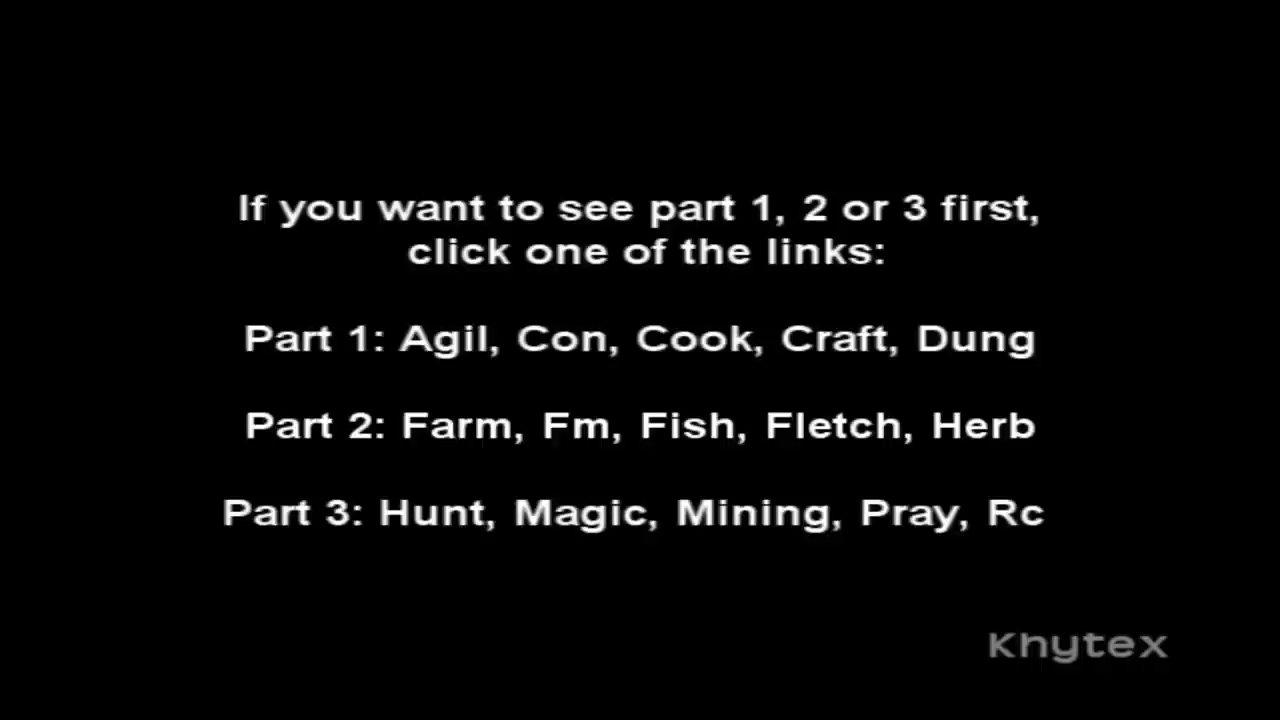 If you want to see part 1, 2 or 3 first,
click one of the links:
Part 1: Agil, Con, Cook, Craft, Dung
Part 2: Farm, Fm, Fish, Fletch, Herb
Part 3: Hunt, Magic, Mining, Pray, Rc
Khytex